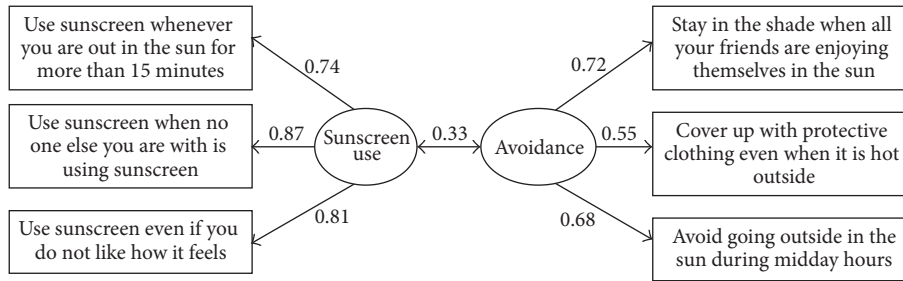 Use sunscreen whenever
you are out in the sun for
more than 15 minutes
0.74
Use sunscreen when no
one else you are with is
using sunscreen
0.87
Use sunscreen even if you
do not like how it feels
0.81
Sunscreen
use
0.33
Avoidance
0.72
Stay in the shade when all
your friends are enjoying
themselves in the sun
0.55
Cover up with protective
clothing even when it is hot
outside
0.68
Avoid going outside in the
sun during midday hours